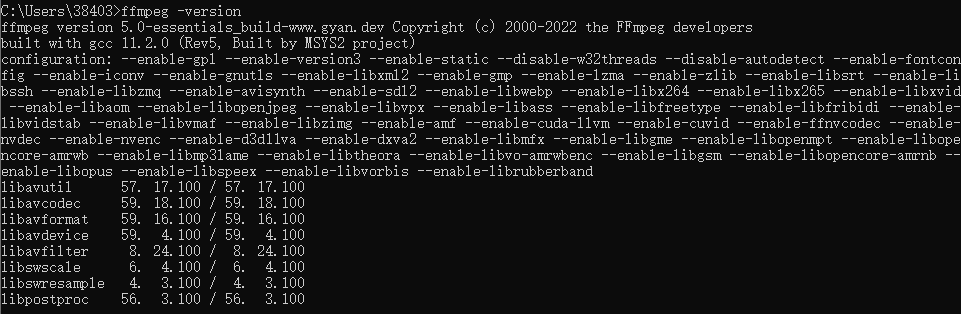 C:\Users\38403>ffmpeg -version
ffmpeg version 5.0-essentials_build-www.gyan.dev Copyright (c) 2000-2022 the FFmpeg developers
built with gcc 11.2.0 (Rev5, Built by MSYS2 project)
configuration: --enable-gpl --enable-version3 --enable-static --disable-w32threads --disable-autodetect --enable-fontcon
fig --enable-iconv --enable-gnutls --enable-libxml2 --enable-gmp --enable-lzma --enable-zlib --enable-libsrt --enable-li
bssh --enable-libzmq --enable-avisynth --enable-sdl2 --enable-libwebp --enable-libx264 --enable-libx265 --enable-libxvid
 --enable-libaom --enable-libopenjpeg --enable-libvpx --enable-libass --enable-libfreetype --enable-libfribidi --enable-
libvidstab --enable-libvmaf --enable-libzimg --enable-amf --enable-cuda-llvm --enable-cuvid --enable-ffnvcodec --enable-
nvdec --enable-nvenc --enable-d3d11va --enable-dxva2 --enable-libmfx --enable-libgme --enable-libopenmpt --enable-libope
ncore-amrwb --enable-libmp3lame --enable-libtheora --enable-libvo-amrwbenc --enable-libgsm --enable-libopencore-amrnb --
enable-libopus --enable-libspeex --enable-libvorbis --enable-librubberband
libavutil      57. 17.100 / 57. 17.100
libavcodec     59. 18.100 / 59. 18.100
libavformat    59. 16.100 / 59. 16.100
libavdevice    59.  4.100 / 59.  4.100
libavfilter     8. 24.100 /  8. 24.100
libswscale      6.  4.100 /  6.  4.100
libswresample   4.  3.100 /  4.  3.100
libpostproc    56.  3.100 / 56.  3.100